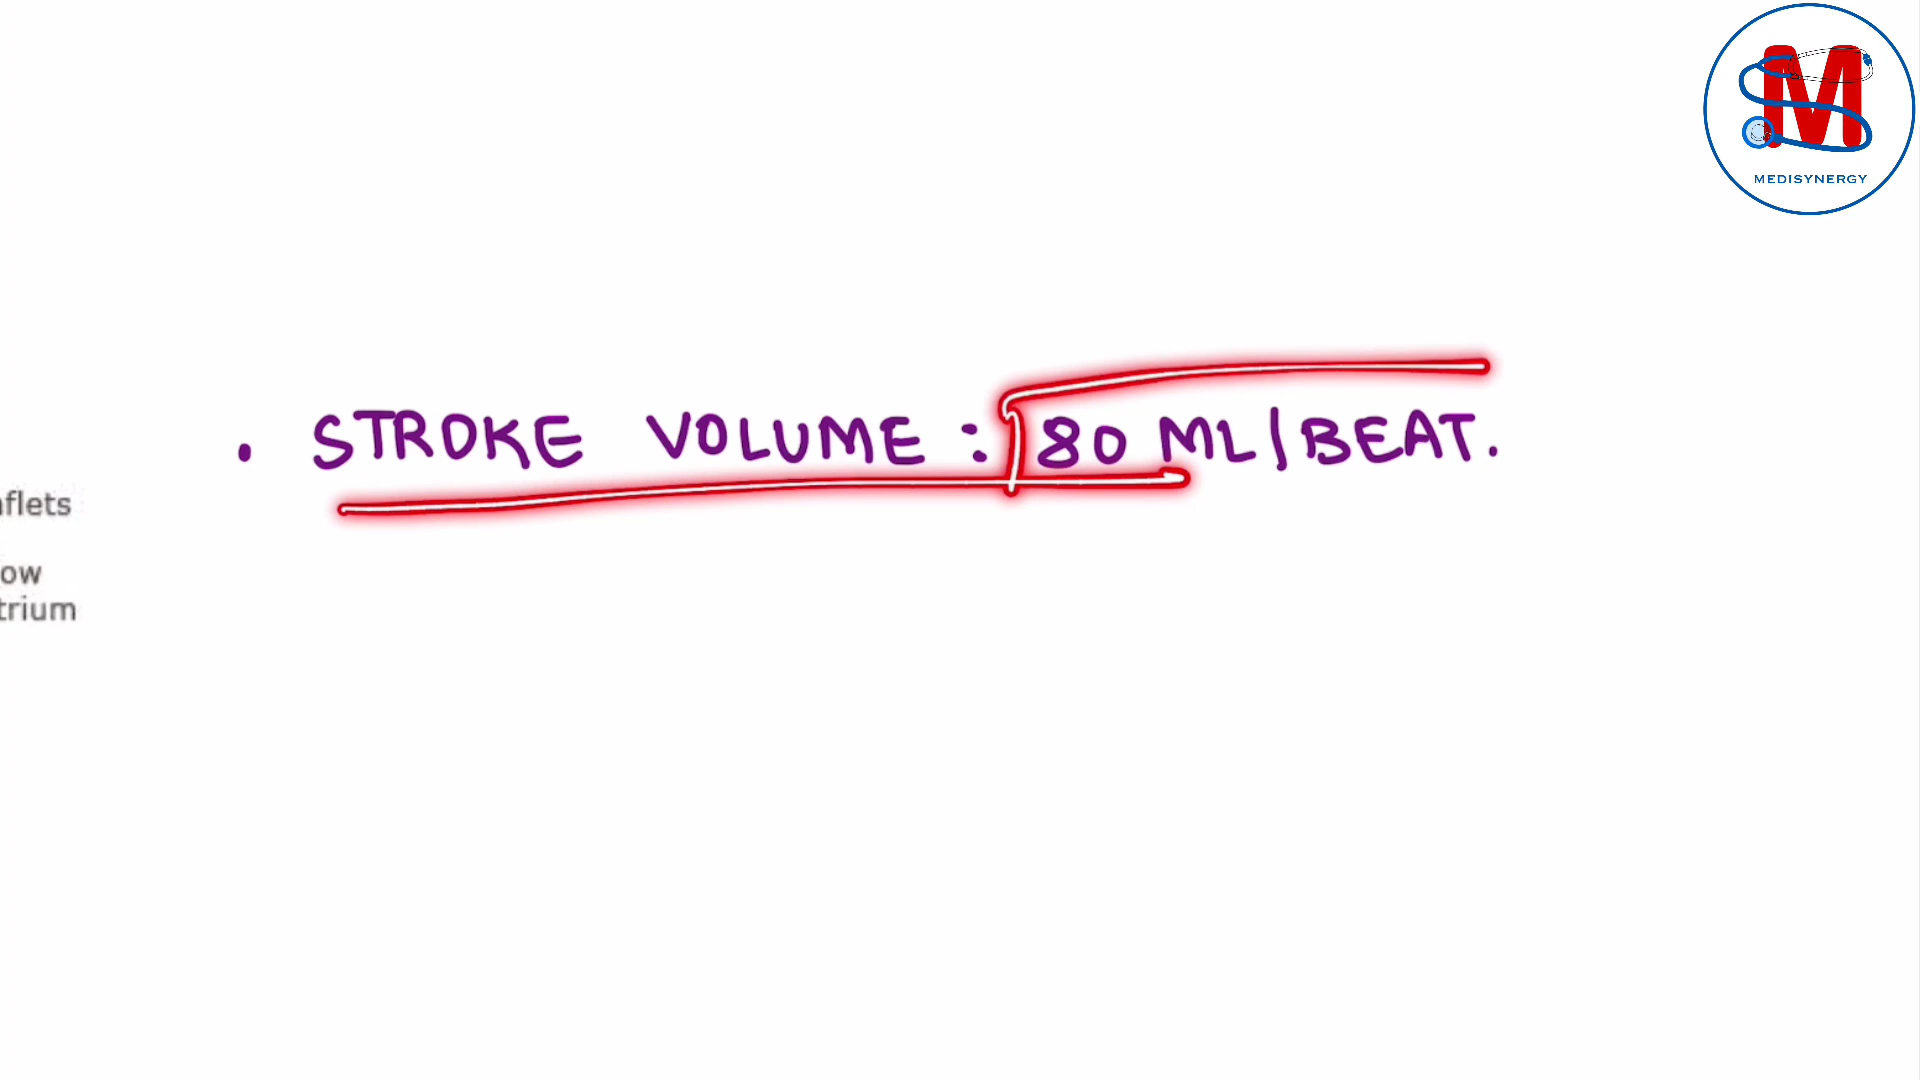 M
MEDISYNERGY
. STROKE VOLUME : 80 ML/BEAT.
flets
ow
trium